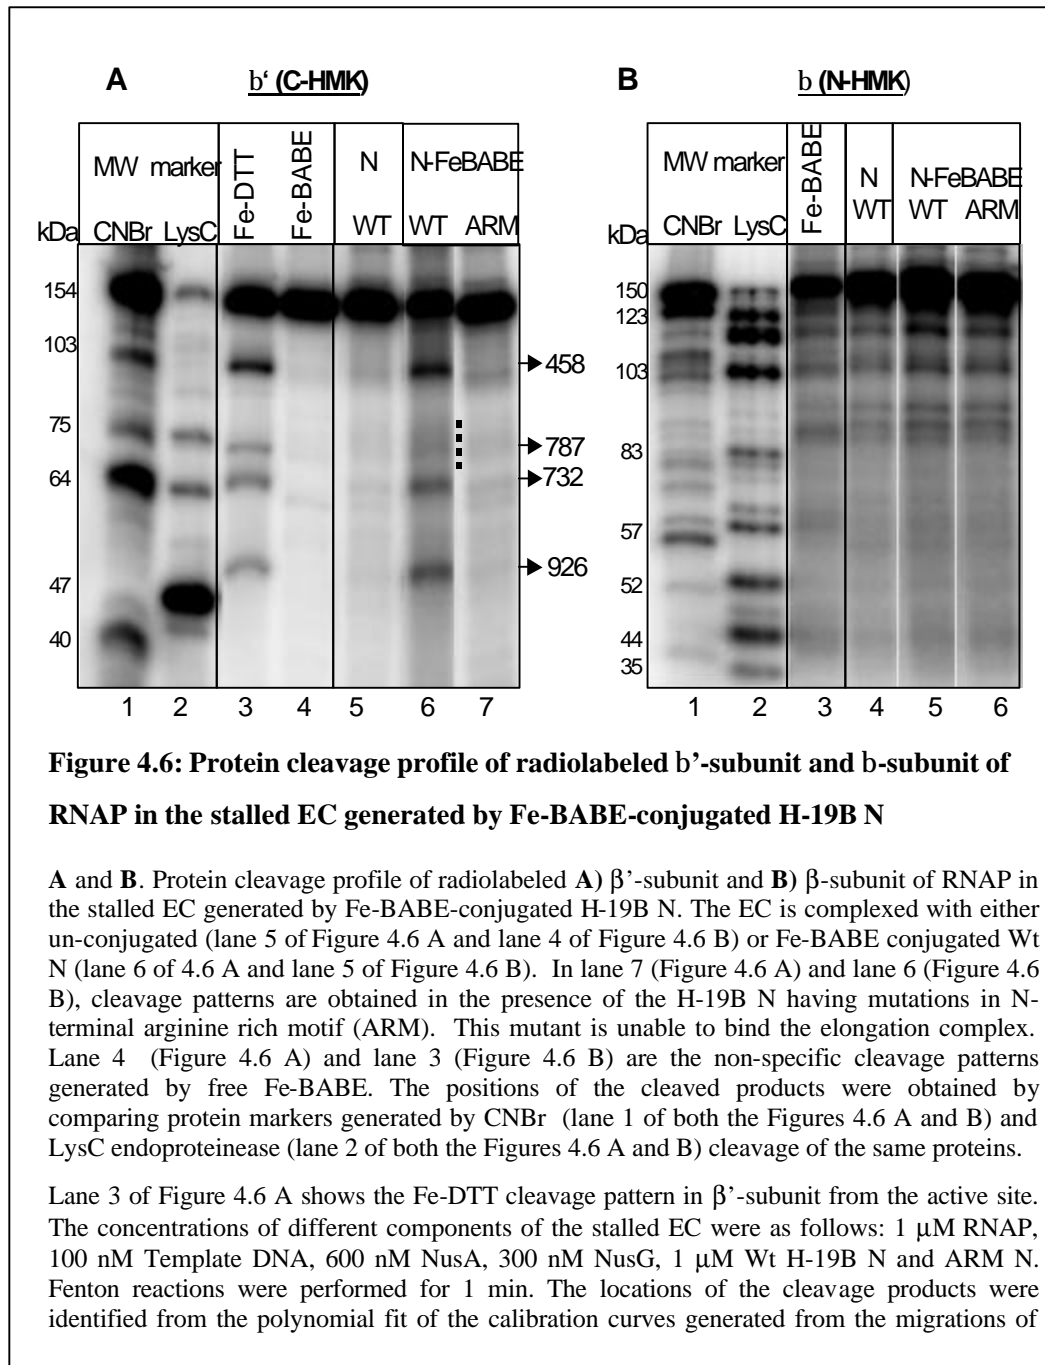 A b‘ (C-HMK) B b (N-HMK)
MW marker Fe-DTT Fe-BABE N N-FeBABE
kDa CNBr LysC WT WT ARM
154
103
75
64
47
40
458
787
732
926
1 2 3 4 5 6 7
MW marker Fe-BABE N N-FeBABE
kDa CNBr LysC WT WT ARM
150
123
103
83
57
52
44
35
1 2 3 4 5 6
Figure 4.6: Protein cleavage profile of radiolabeled b’-subunit and b-subunit of
RNAP in the stalled EC generated by Fe-BABE-conjugated H-19B N
A and B. Protein cleavage profile of radiolabeled A) β’-subunit and B) β-subunit of RNAP in
the stalled EC generated by Fe-BABE-conjugated H-19B N. The EC is complexed with either
un-conjugated (lane 5 of Figure 4.6 A and lane 4 of Figure 4.6 B) or Fe-BABE conjugated Wt
N (lane 6 of 4.6 A and lane 5 of Figure 4.6 B). In lane 7 (Figure 4.6 A) and lane 6 (Figure 4.6
B), cleavage patterns are obtained in the presence of the H-19B N having mutations in N-
terminal arginine rich motif (ARM). This mutant is unable to bind the elongation complex.
Lane 4 (Figure 4.6 A) and lane 3 (Figure 4.6 B) are the non-specific cleavage patterns
generated by free Fe-BABE. The positions of the cleaved products were obtained by
comparing protein markers generated by CNBr (lane 1 of both the Figures 4.6 A and B) and
LysC endoproteinease (lane 2 of both the Figures 4.6 A and B) cleavage of the same proteins.
Lane 3 of Figure 4.6 A shows the Fe-DTT cleavage pattern in β’-subunit from the active site.
The concentrations of different components of the stalled EC were as follows: 1 μM RNAP,
100 nM Template DNA, 600 nM NusA, 300 nM NusG, 1 μM Wt H-19B N and ARM N.
Fenton reactions were performed for 1 min. The locations of the cleavage products were
identified from the polynomial fit of the calibration curves generated from the migrations of